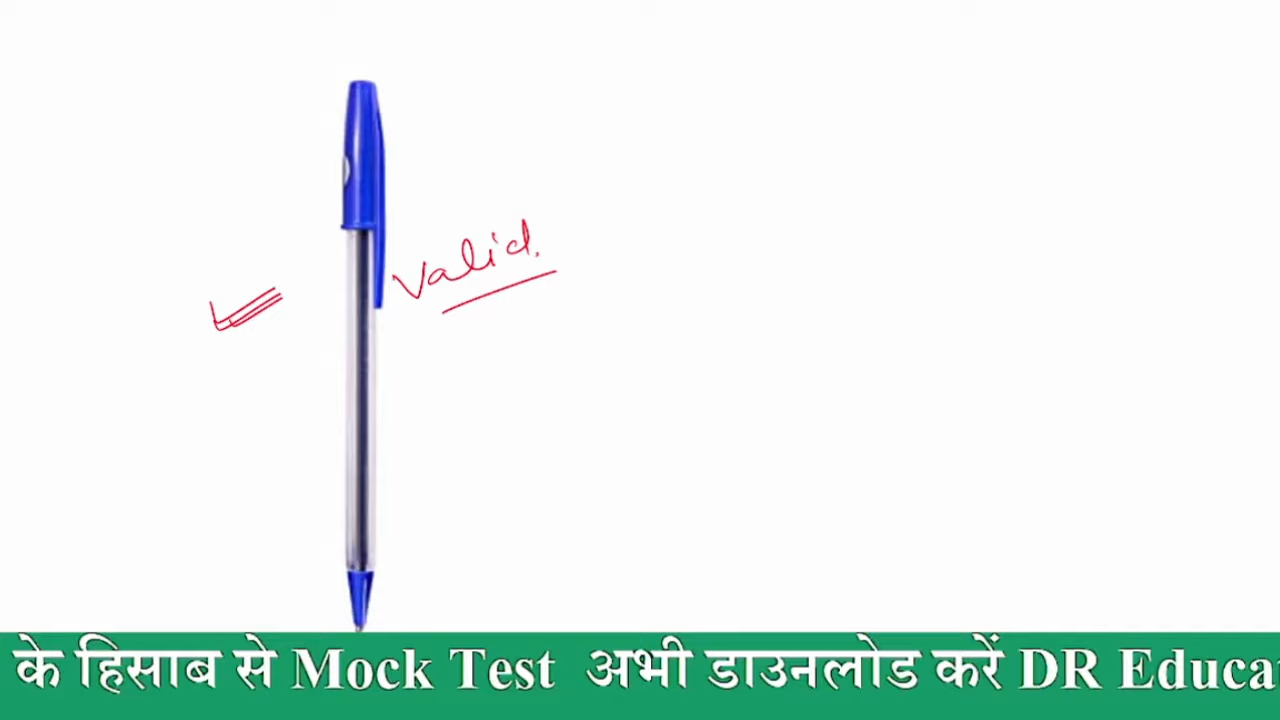 Valid.
के हिसाब से Mock Test अभी डाउनलोड करें DR Educa